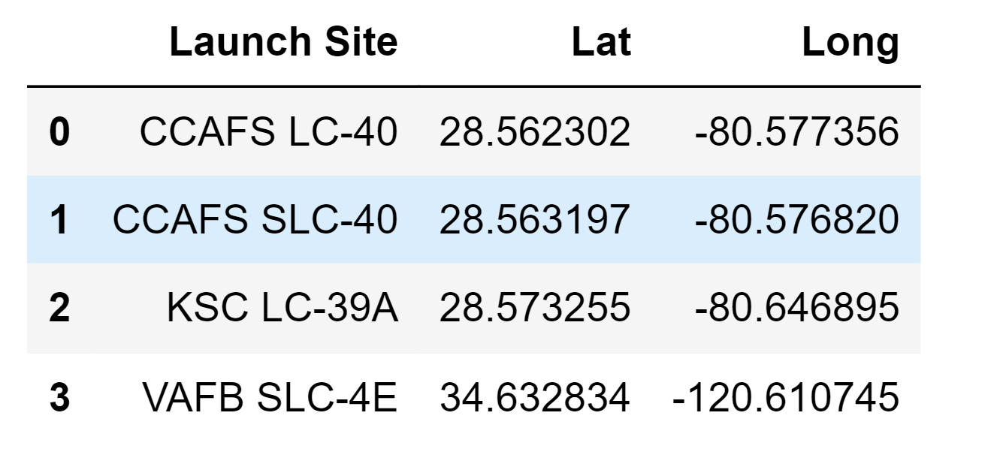 Launch Site Lat Long
0 CCAFS LC-40 28.562302 -80.577356
1 CCAFS SLC-40 28.563197 -80.576820
2 KSC LC-39A 28.573255 -80.646895
3 VAFB SLC-4E 34.632834 -120.610745